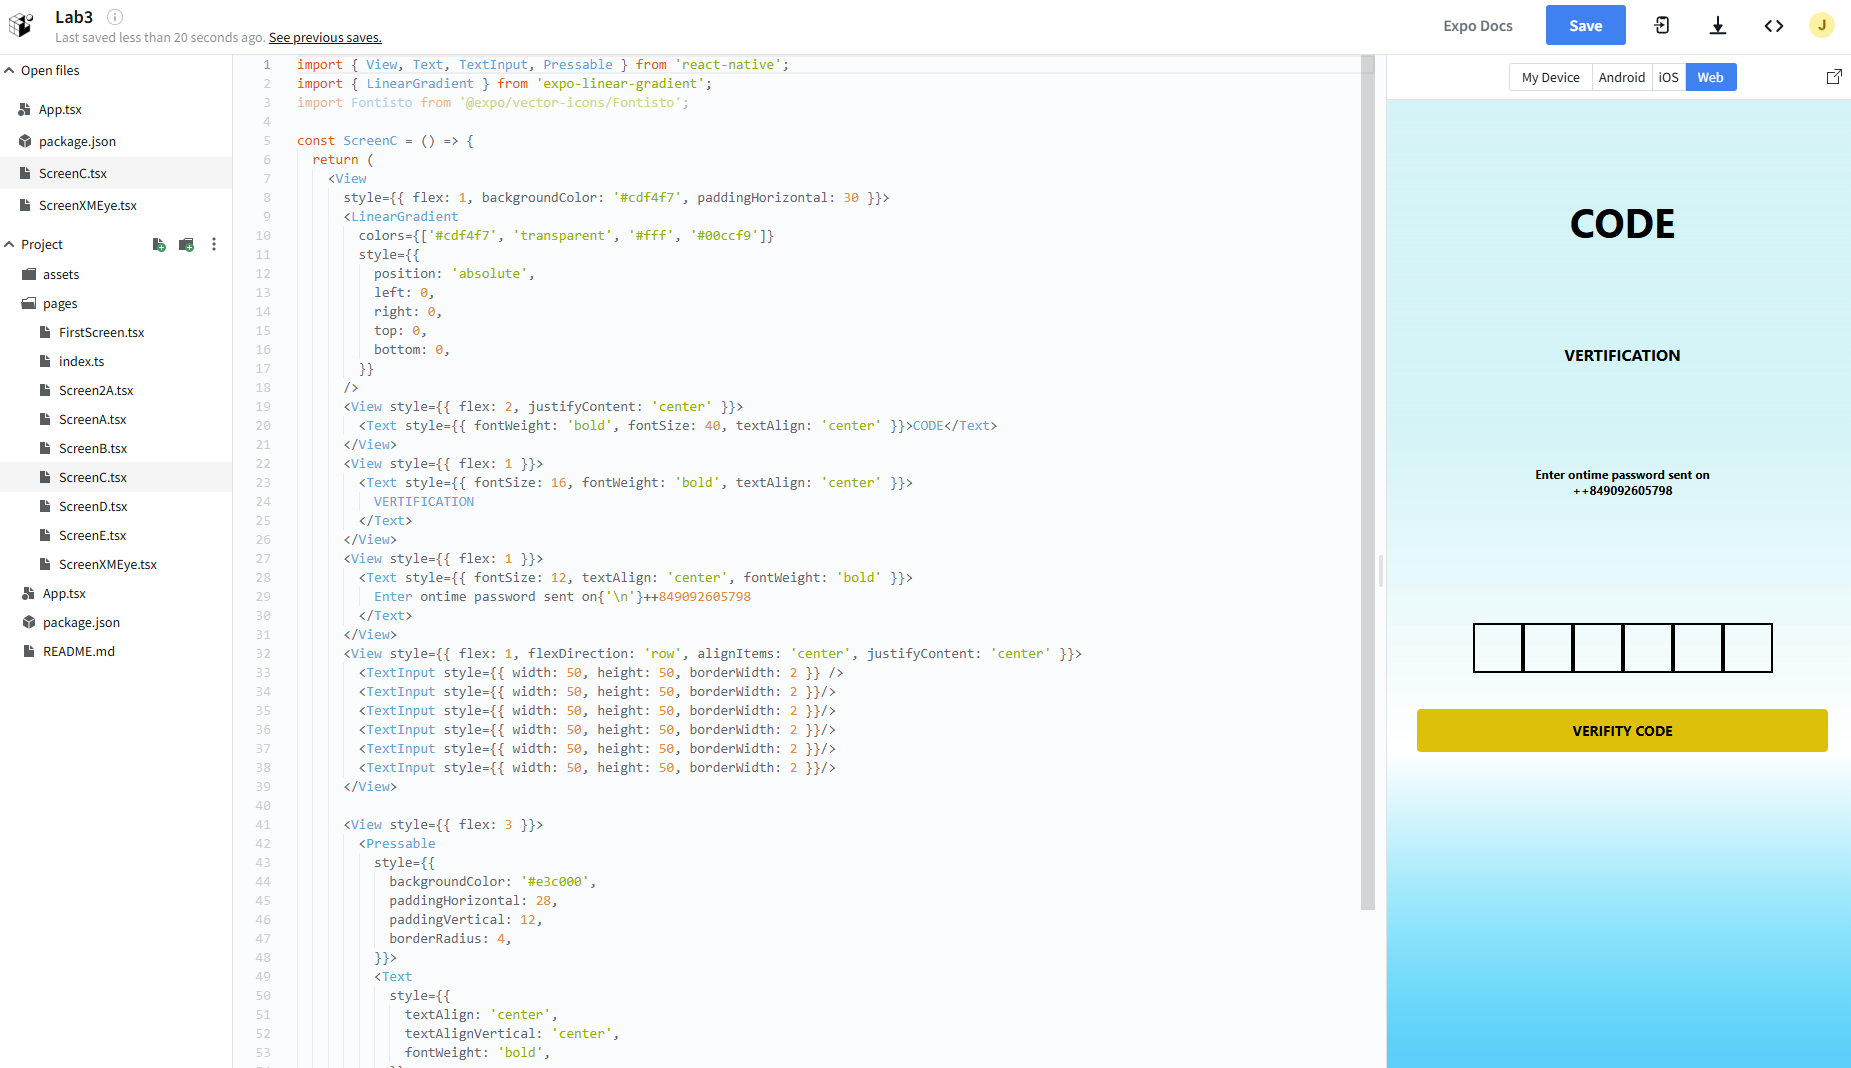 Lab3
Last saved less than 20 seconds ago. See previous saves.
Expo Docs
Save
J
Open files
App.tsx
package.json
ScreenC.tsx
ScreenXMEye.tsx
Project
assets
pages
FirstScreen.tsx
index.ts
Screen2A.tsx
ScreenA.tsx
ScreenB.tsx
ScreenC.tsx
ScreenD.tsx
ScreenE.tsx
ScreenXMEye.tsx
App.tsx
package.json
README.md
1 import { View, Text, TextInput, Pressable } from 'react-native';
2 import { LinearGradient } from 'expo-linear-gradient';
3 import Fontisto from '@expo/vector-icons/Fontisto';
4
5 const ScreenC = () => {
6 return (
7 <View
8 style={{ flex: 1, backgroundColor: '#cdf4f7', paddingHorizontal: 30 }}>
9 <LinearGradient
10 colors={['#cdf4f7', 'transparent', '#fff', '#00ccf9']}
11 style={{
12 position: 'absolute',
13 left: 0,
14 right: 0,
15 top: 0,
16 bottom: 0,
17 }}
18 />
19 <View style={{ flex: 2, justifyContent: 'center' }}>
20 <Text style={{ fontWeight: 'bold', fontSize: 40, textAlign: 'center' }}>CODE</Text>
21 </View>
22 <View style={{ flex: 1 }}>
23 <Text style={{ fontSize: 16, fontWeight: 'bold', textAlign: 'center' }}>
24 VERTIFICATION
25 </Text>
26 </View>
27 <View style={{ flex: 1 }}>
28 <Text style={{ fontSize: 12, textAlign: 'center', fontWeight: 'bold' }}>
29 Enter ontime password sent on{'\n'}++849092605798
30 </Text>
31 </View>
32 <View style={{ flex: 1, flexDirection: 'row', alignItems: 'center', justifyContent: 'center' }}>
33 <TextInput style={{ width: 50, height: 50, borderWidth: 2 }} />
34 <TextInput style={{ width: 50, height: 50, borderWidth: 2 }}/>
35 <TextInput style={{ width: 50, height: 50, borderWidth: 2 }}/>
36 <TextInput style={{ width: 50, height: 50, borderWidth: 2 }}/>
37 <TextInput style={{ width: 50, height: 50, borderWidth: 2 }}/>
38 <TextInput style={{ width: 50, height: 50, borderWidth: 2 }}/>
39 </View>
40
41 <View style={{ flex: 3 }}>
42 <Pressable
43 style={{
44 backgroundColor: '#e3c000',
45 paddingHorizontal: 28,
46 paddingVertical: 12,
47 borderRadius: 4,
48 }}>
49 <Text
50 style={{
51 textAlign: 'center',
52 textAlignVertical: 'center',
53 fontWeight: 'bold',
My Device
Android
iOS
Web
CODE
VERTIFICATION
Enter ontime password sent on
++849092605798
VERIFITY CODE